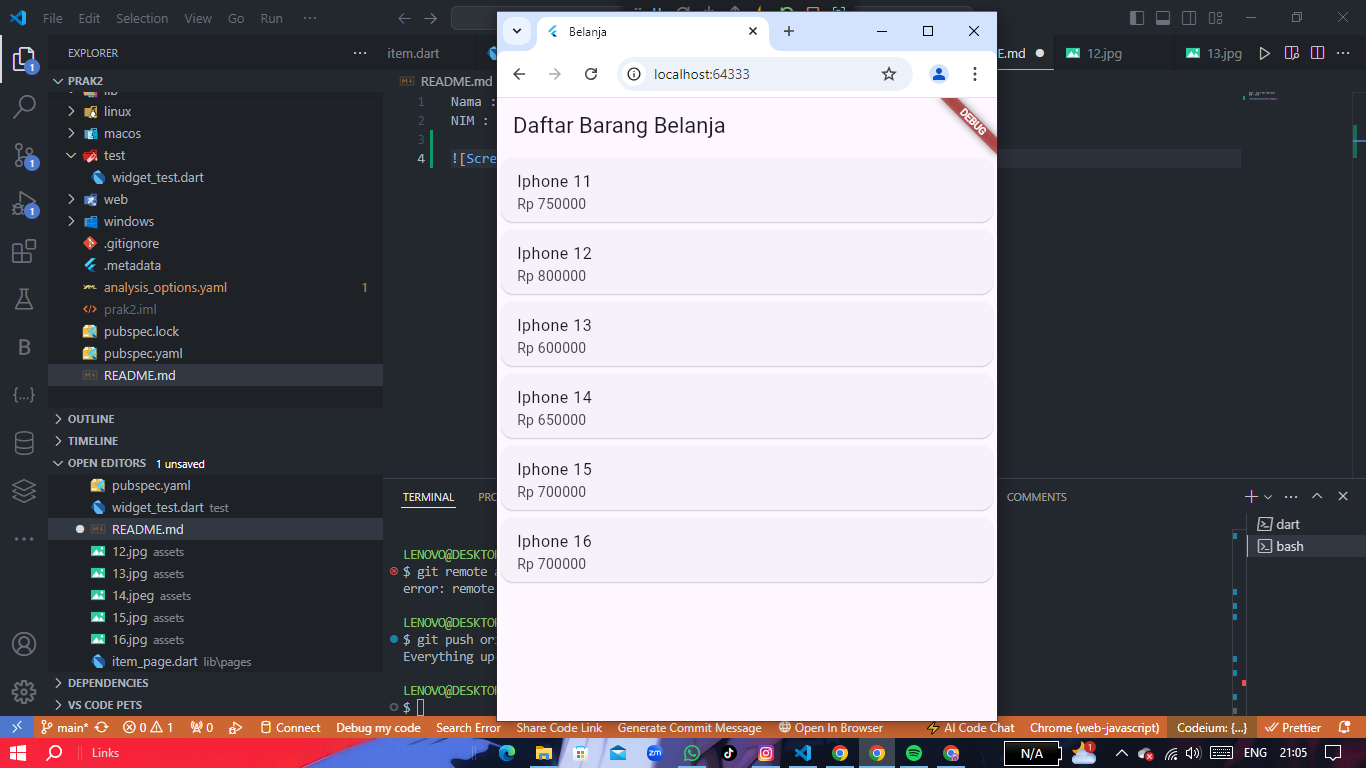 File Edit Selection View Go Run ···
Belanja
localhost:64333
EXPLORER
PRAK2
lib
linux
macos
test
widget_test.dart
web
windows
.gitignore
.metadata
analysis_options.yaml 1
prak2.iml
pubspec.lock
pubspec.yaml
README.md
OUTLINE
TIMELINE
OPEN EDITORS 1 unsaved
pubspec.yaml
widget_test.dart test
README.md
12.jpg assets
13.jpg assets
14.jpeg assets
15.jpg assets
16.jpg assets
item_page.dart lib\pages
DEPENDENCIES
VS CODE PETS
item.dart
12.jpg
13.jpg
README.md
1 Nama :
2 NIM :
3
4 ![Scre
Daftar Barang Belanja
DEBUG
Iphone 11
Rp 750000
Iphone 12
Rp 800000
Iphone 13
Rp 600000
Iphone 14
Rp 650000
Iphone 15
Rp 700000
Iphone 16
Rp 700000
TERMINAL
COMMENTS
LENOVO@DESKTO
$ git remote a
error: remote
LENOVO@DESKTO
$ git push or
Everything up
LENOVO@DESKTO
$
dart
bash
main* 0 1 0 Connect Debug my code Search Error Share Code Link Generate Commit Message Open In Browser AI Code Chat Chrome (web-javascript) Codeium: {...} Prettier
Links
N/A
1
ENG 21:05